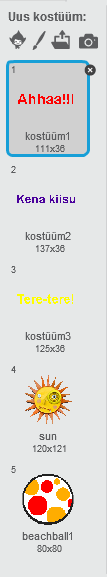 Uus kostüüm:
1
Ahhaa!!!
kostüüm1
111x36
2
Kena kiisu
kostüüm2
137x36
3
Tere-tere!
kostüüm3
125x36
4
sun
120x121
5
beachball1
80x80